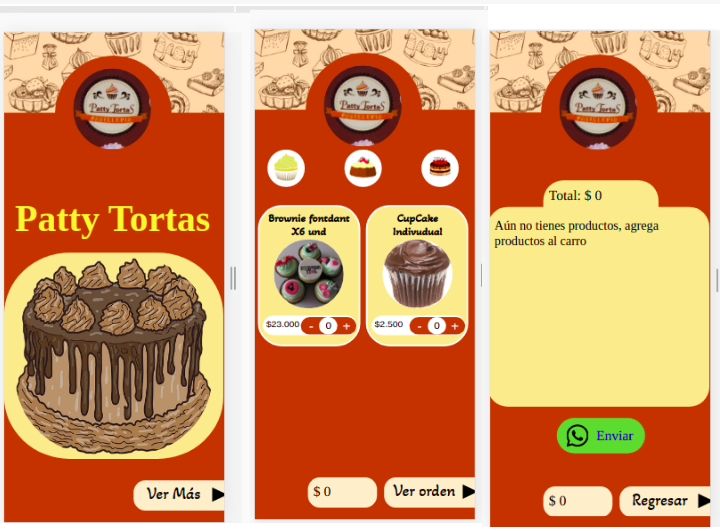 Patty TortaS
PASTELERIA
Patty Tortas
Ver Más
Patty TortaS
PASTELERIA
Brownie fontdant
X6 und
$23.000 - 0 +
CupCake
Indivudual
$2.500 - 0 +
$ 0
Ver orden
Patty TortaS
PASTELERIA
Total: $ 0
Aún no tienes productos, agrega
productos al carro
Enviar
$ 0
Regresar